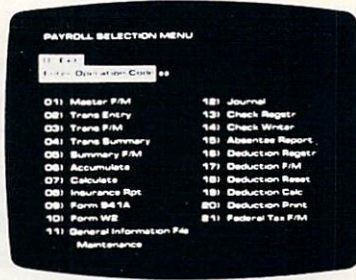 PAYROLL SELECTION MENU
Exit
Enter Operation Code
01) Master F/M
02) Trans Entry
03) Trans F/M
04) Trans Summary
05) Summary F/M
06) Accumulate
07) Calculate
08) Insurance Rpt
09) Form 941A
10) Form W2
11) General Information File
Maintenance
12) Journal
13) Check Regstr
14) Check Writer
15) Absentee Report
16) Deduction Regstr
17) Deduction F/M
18) Deduction Reset
19) Deduction Calc
20) Deduction Print
21) Federal Tax F/M